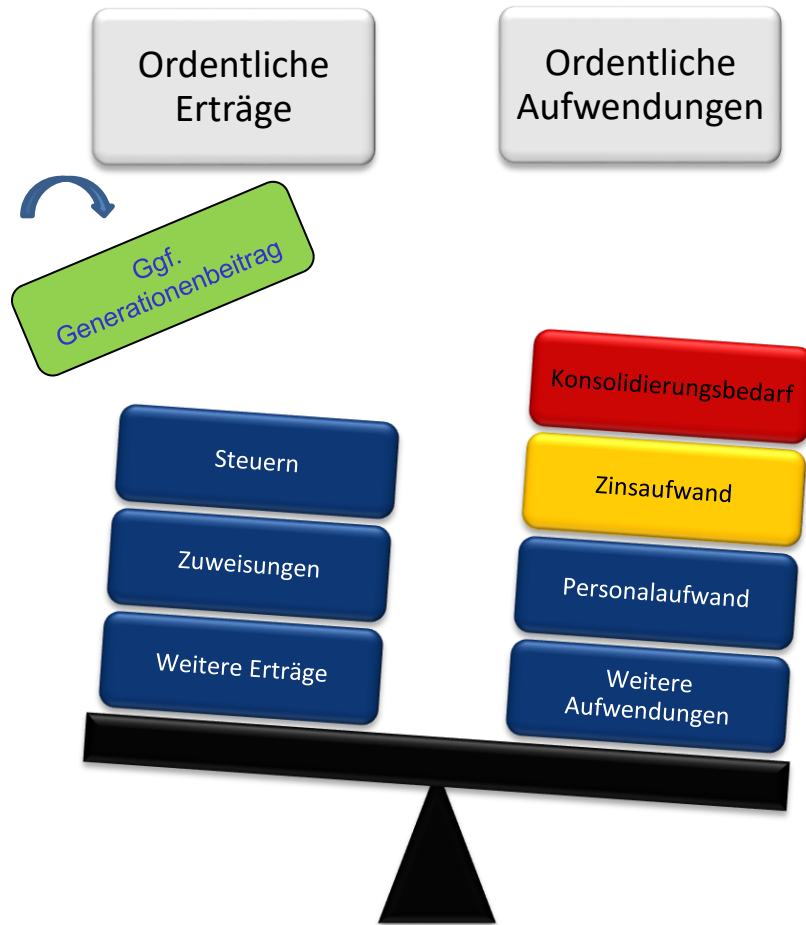 Ordentliche
Erträge
Ordentliche
Aufwendungen
Ggf.
Generationenbeitrag
Steuern
Zuweisungen
Weitere Erträge
Konsolidierungsbedarf
Zinsaufwand
Personalaufwand
Weitere
Aufwendungen